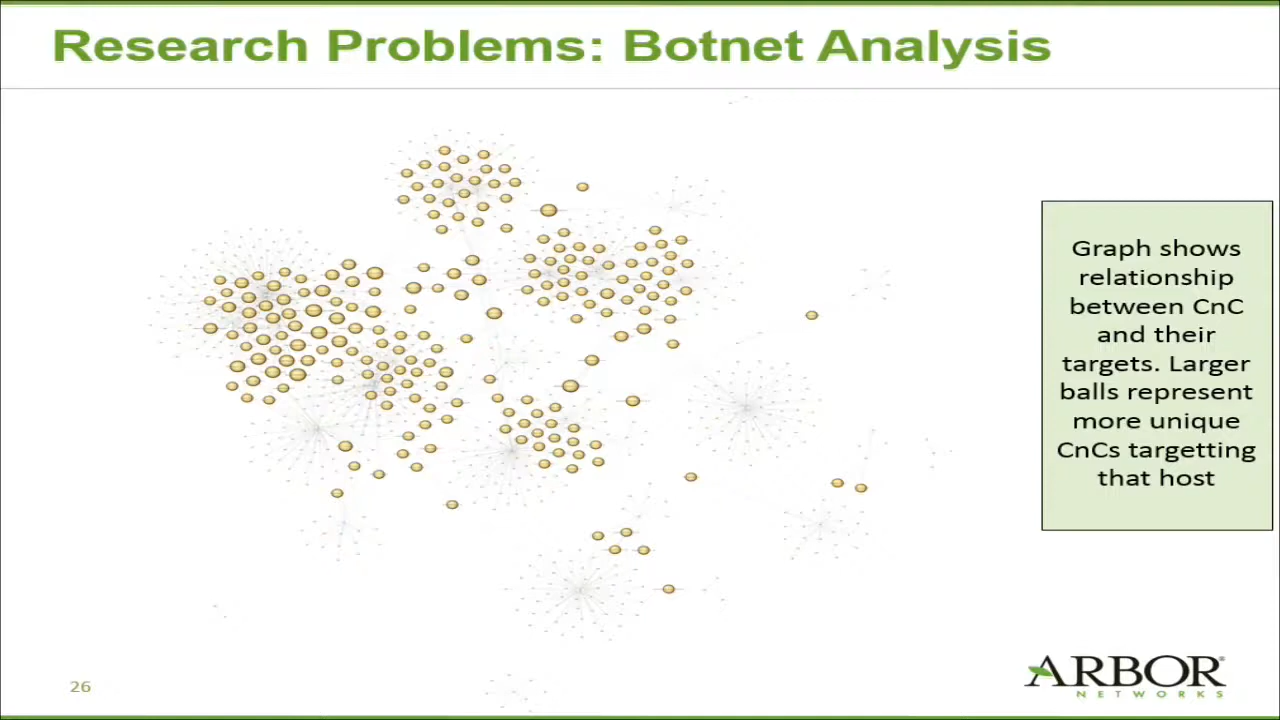 Research Problems: Botnet Analysis
Graph shows
relationship
between CnC
and their
targets. Larger
balls represent
more unique
CnCs targetting
that host
26
ARBOR
NETWORKS